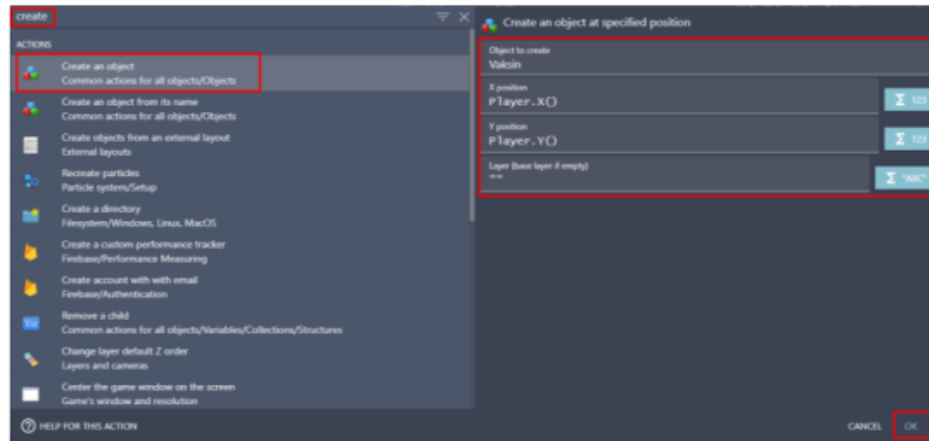 create
ACTIONS
Create an object
Common actions for all objects/Objects
Create an object from its name
Common actions for all objects/Objects
Create objects from an external layout
External layouts
Recreate particles
Particle system/Setup
Create a directory
Filesystem/Windows, Linux, MacOS
Create a custom performance tracker
Firebase/Performance Measuring
Create account with with email
Firebase/Authentication
Remove a child
Common actions for all objects/Variables/Collections/Structures
Change layer default Z order
Layers and cameras
Center the game window on the screen
Game's window and resolution
HELP FOR THIS ACTION
Create an object at specified position
Object to create
Vaksin
X position
Player.X()
Σ 123
Y position
Player.Y()
Σ 123
Layer (base layer if empty)
""
Σ "ABC"
CANCEL
OK